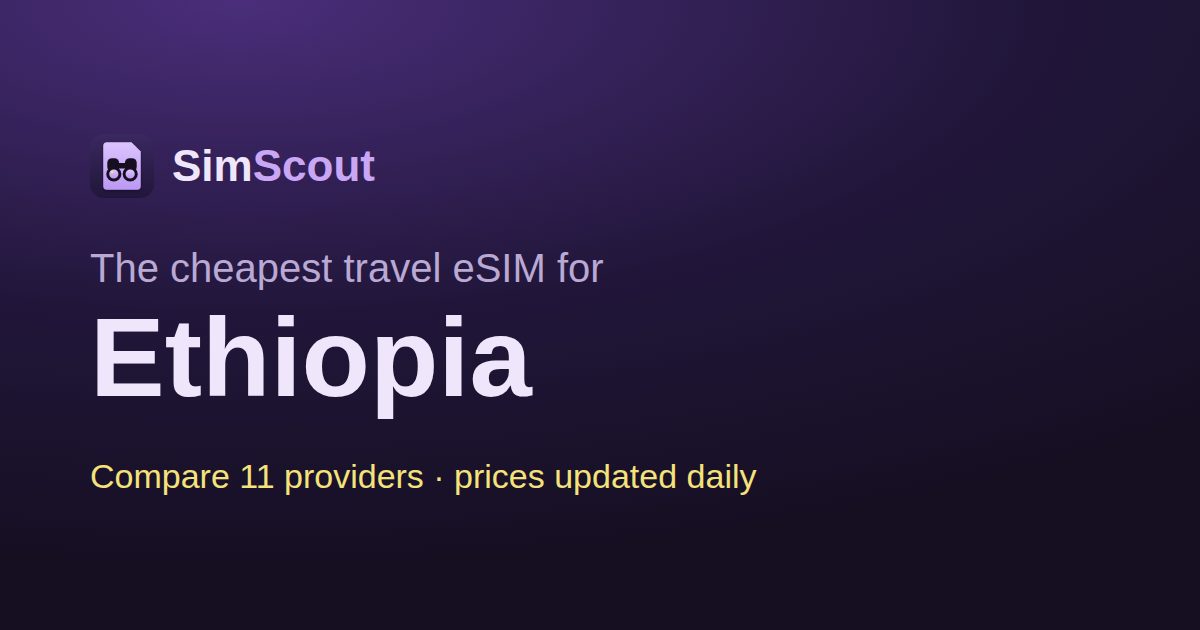 SimScout
The cheapest travel eSIM for
Ethiopia
Compare 11 providers · prices updated daily